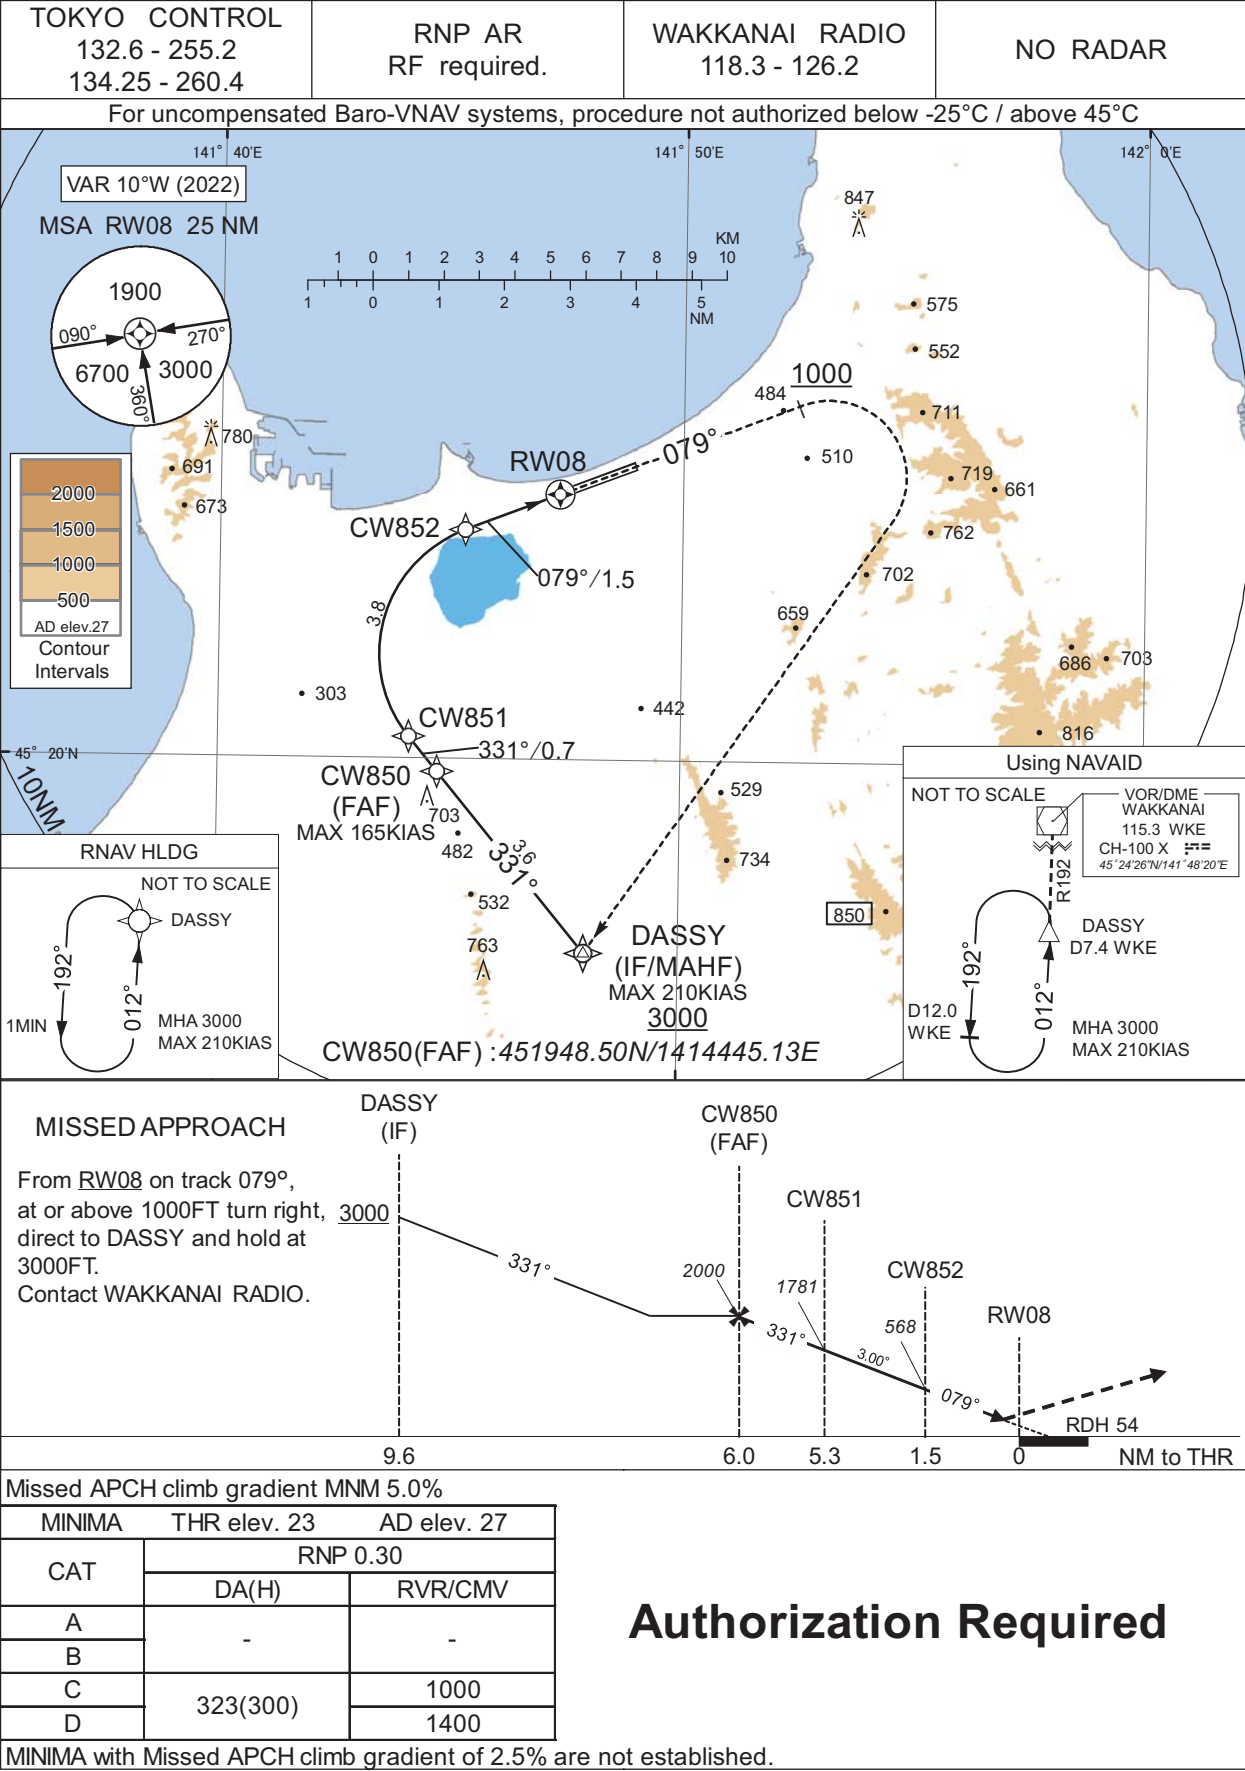 TOKYO CONTROL
132.6 - 255.2
134.25 - 260.4
RNP AR
RF required.
WAKKANAI RADIO
118.3 - 126.2
NO RADAR
For uncompensated Baro-VNAV systems, procedure not authorized below -25°C / above 45°C
141° 40'E
141° 50'E
142° 0'E
VAR 10°W (2022)
MSA RW08 25 NM
1900
090°
270°
6700
3000
360°
KM
1 0 1 2 3 4 5 6 7 8 9 10
1 0 1 2 3 4 5
NM
847
575
552
1000
484
711
780
079°
RW08
510
691
719
661
673
CW852
762
2000
1500
1000
500
AD elev.27
Contour
Intervals
079°/1.5
702
3.8
659
686
703
303
442
CW851
816
331°/0.7
45° 20'N
CW850
(FAF)
MAX 165KIAS
10NM
703
482
529
3.6
331°
734
532
850
763
DASSY
(IF/MAHF)
MAX 210KIAS
3000
CW850(FAF) :451948.50N/1414445.13E
RNAV HLDG
NOT TO SCALE
DASSY
192°
012°
1MIN
MHA 3000
MAX 210KIAS
Using NAVAID
NOT TO SCALE
VOR/DME
WAKKANAI
115.3 WKE
CH-100 X
45°24'26"N/141°48'20"E
R192
DASSY
D7.4 WKE
192°
012°
D12.0
WKE
MHA 3000
MAX 210KIAS
MISSED APPROACH
From RW08 on track 079°,
at or above 1000FT turn right,
direct to DASSY and hold at
3000FT.
Contact WAKKANAI RADIO.
DASSY
(IF)
CW850
(FAF)
CW851
CW852
RW08
3000
331°
2000
1781
568
331°
3.00°
079°
RDH 54
9.6 6.0 5.3 1.5 0 NM to THR
Missed APCH climb gradient MNM 5.0%
MINIMA THR elev. 23 AD elev. 27
CAT
RNP 0.30
DA(H) RVR/CMV
A
B
- -
C
D
323(300)
1000
1400
Authorization Required
MINIMA with Missed APCH climb gradient of 2.5% are not established.